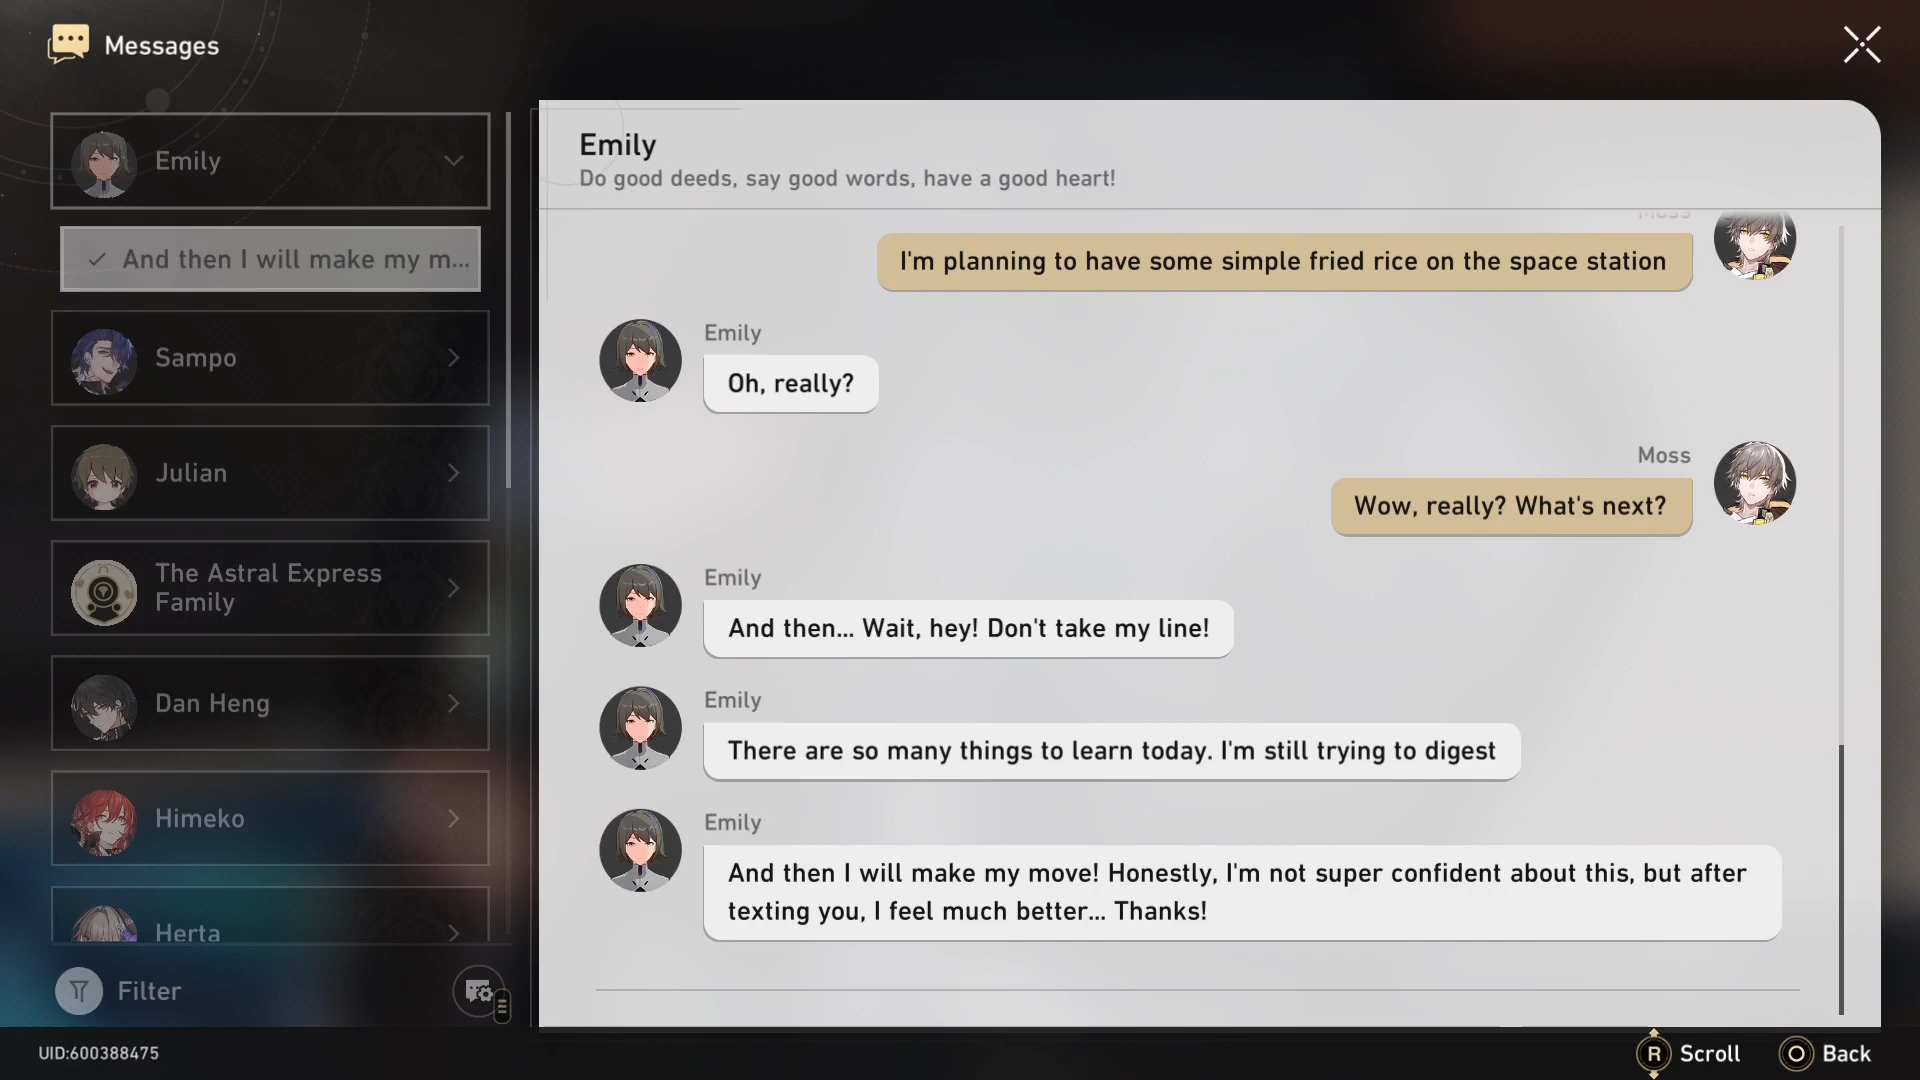 Messages
Emily
And then I will make my m...
Sampo
Julian
The Astral Express
Family
Dan Heng
Himeko
Herta
Filter
Emily
Do good deeds, say good words, have a good heart!
Moss
I'm planning to have some simple fried rice on the space station
Emily
Oh, really?
Moss
Wow, really? What's next?
Emily
And then... Wait, hey! Don't take my line!
Emily
There are so many things to learn today. I'm still trying to digest
Emily
And then I will make my move! Honestly, I'm not super confident about this, but after
texting you, I feel much better... Thanks!
UID:600388475
R Scroll
Back